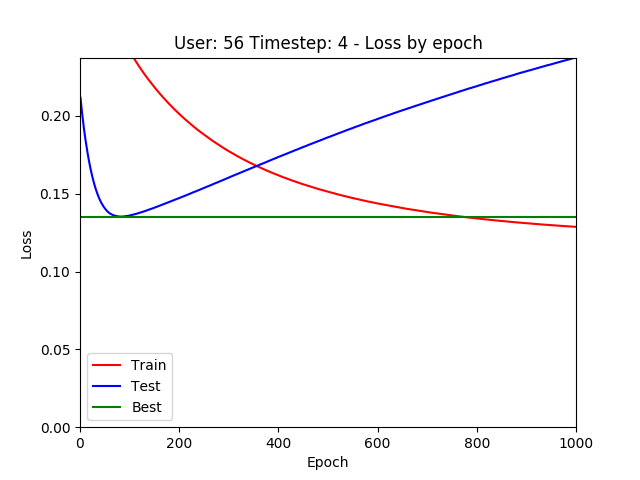 User: 56 Timestep: 4 - Loss by epoch
Loss
0.20
0.15
0.10
0.05
0.00
Train
Test
Best
0 200 400 600 800 1000
Epoch